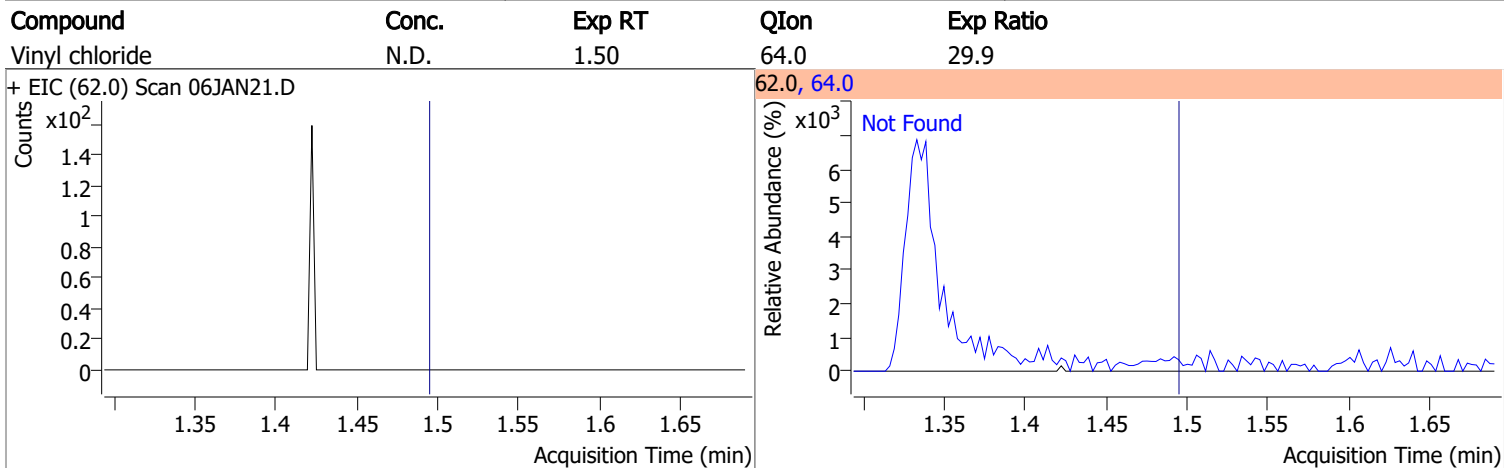 Compound Conc. Exp RT QIon Exp Ratio
Vinyl chloride N.D. 1.50 64.0 29.9
+ EIC (62.0) Scan 06JAN21.D
Counts
x10²
1.4
1.2
1
0.8
0.6
0.4
0.2
0
1.35 1.4 1.45 1.5 1.55 1.6 1.65
Acquisition Time (min)
62.0, 64.0
Relative Abundance (%)
x10³
Not Found
6
5
4
3
2
1
0
1.35 1.4 1.45 1.5 1.55 1.6 1.65
Acquisition Time (min)